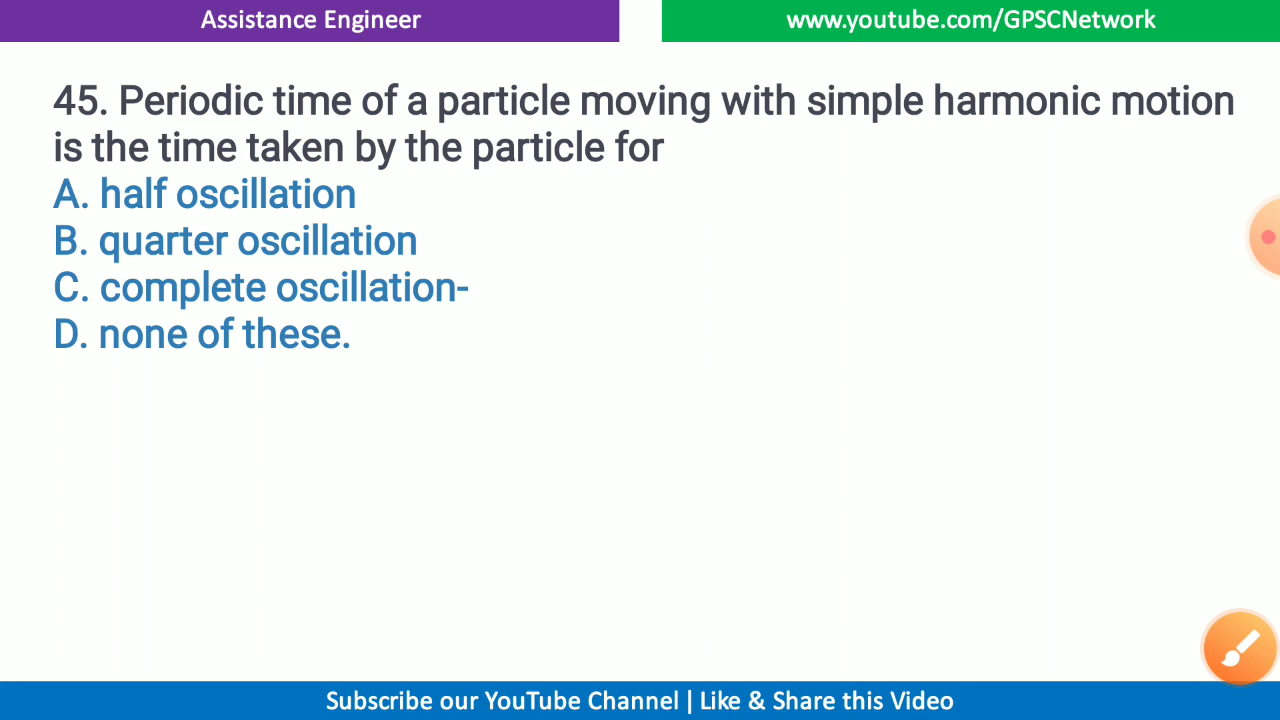 Assistance Engineer
www.youtube.com/GPSCNetwork
45. Periodic time of a particle moving with simple harmonic motion
is the time taken by the particle for
A. half oscillation
B. quarter oscillation
C. complete oscillation-
D. none of these.
Subscribe our YouTube Channel | Like & Share this Video